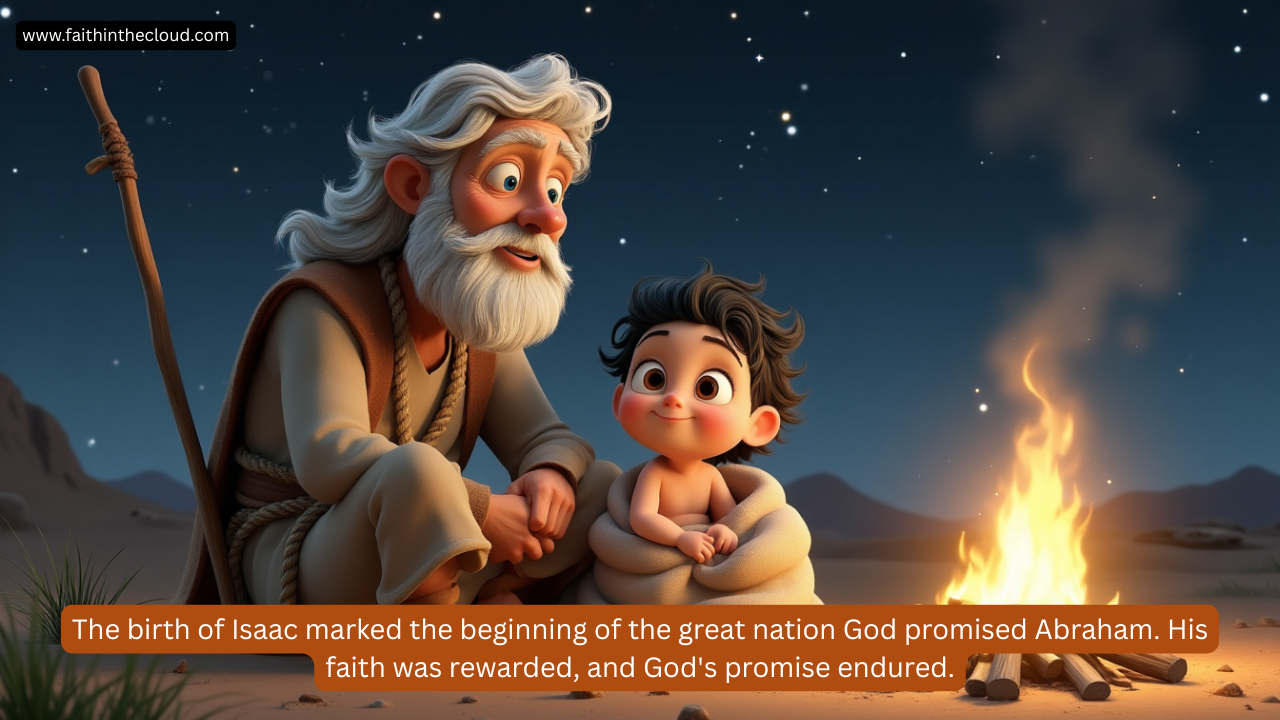 www.faithinthecloud.com
The birth of Isaac marked the beginning of the great nation God promised Abraham. His
faith was rewarded, and God's promise endured.